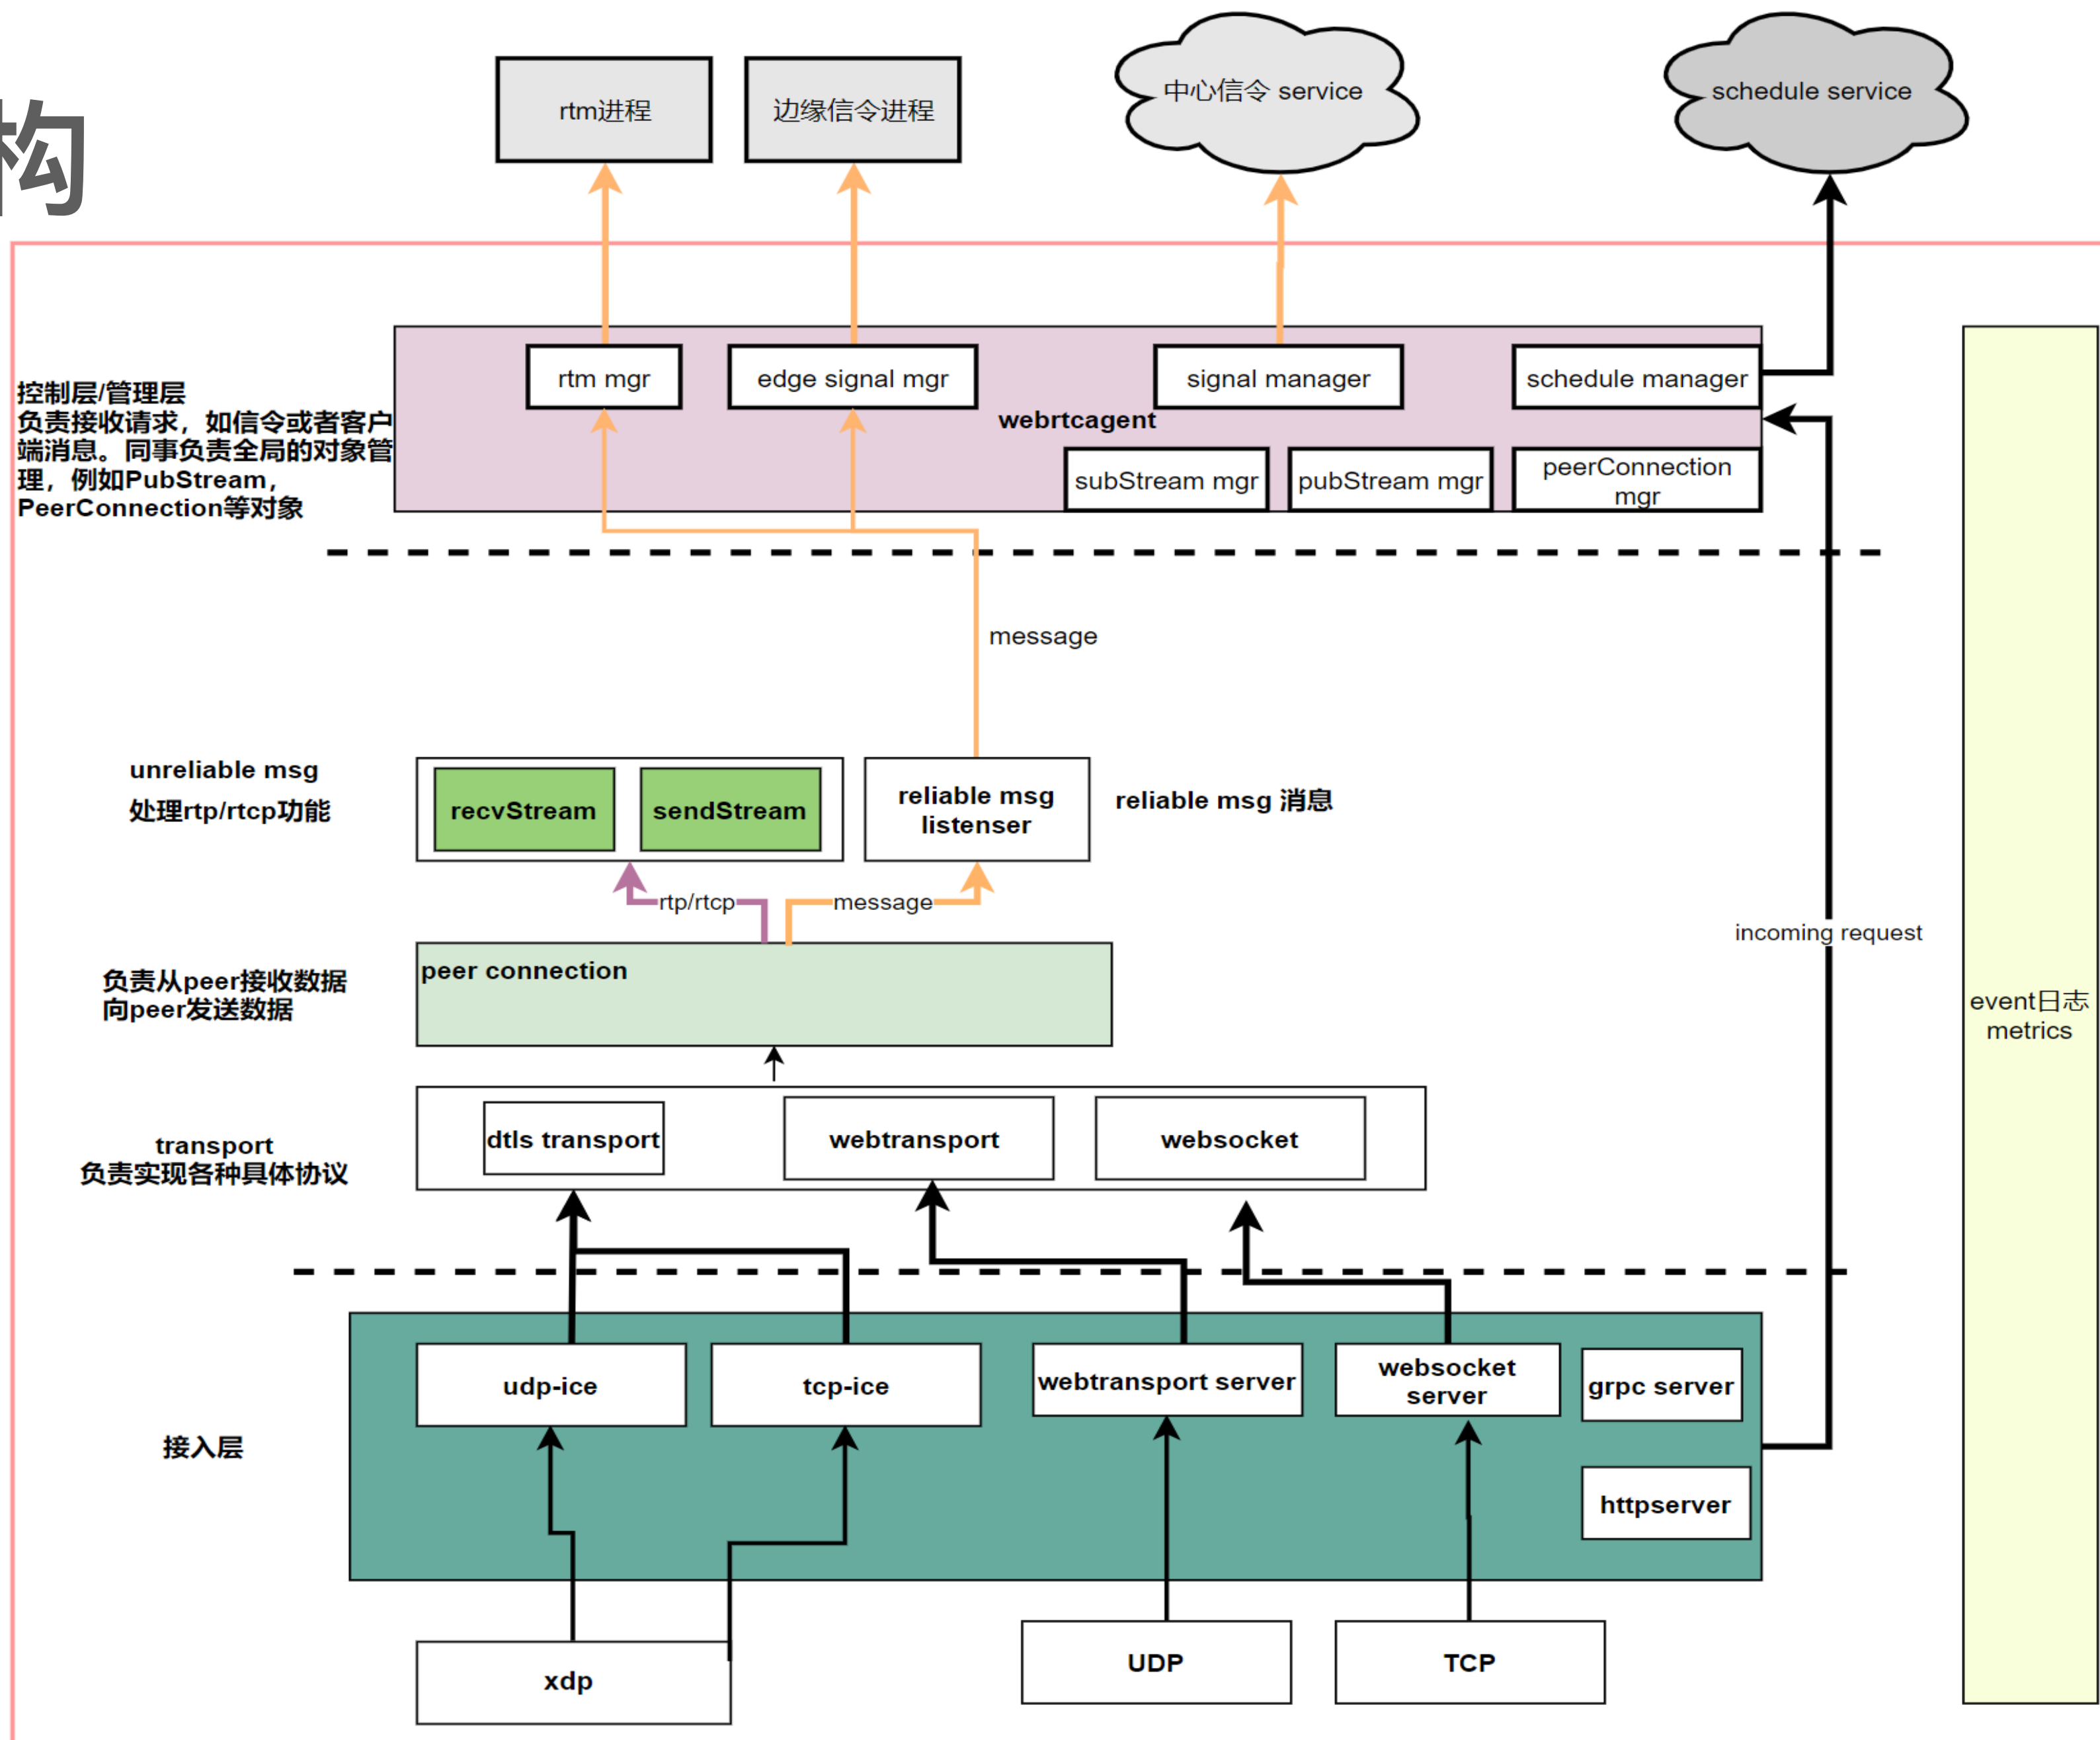 构
rtm进程
边缘信令进程
中心信令 service
schedule service
控制层/管理层
负责接收请求，如信令或者客户
端消息。同事负责全局的对象管
理，例如PubStream，
PeerConnection等对象
rtm mgr
edge signal mgr
signal manager
schedule manager
webrtcagent
subStream mgr
pubStream mgr
peerConnection
mgr
message
unreliable msg
处理rtp/rtcp功能
recvStream
sendStream
reliable msg
listenser
reliable msg 消息
rtp/rtcp
message
incoming request
负责从peer接收数据
向peer发送数据
peer connection
event日志
metrics
transport
负责实现各种具体协议
dtls transport
webtransport
websocket
接入层
udp-ice
tcp-ice
webtransport server
websocket
server
grpc server
httpserver
xdp
UDP
TCP